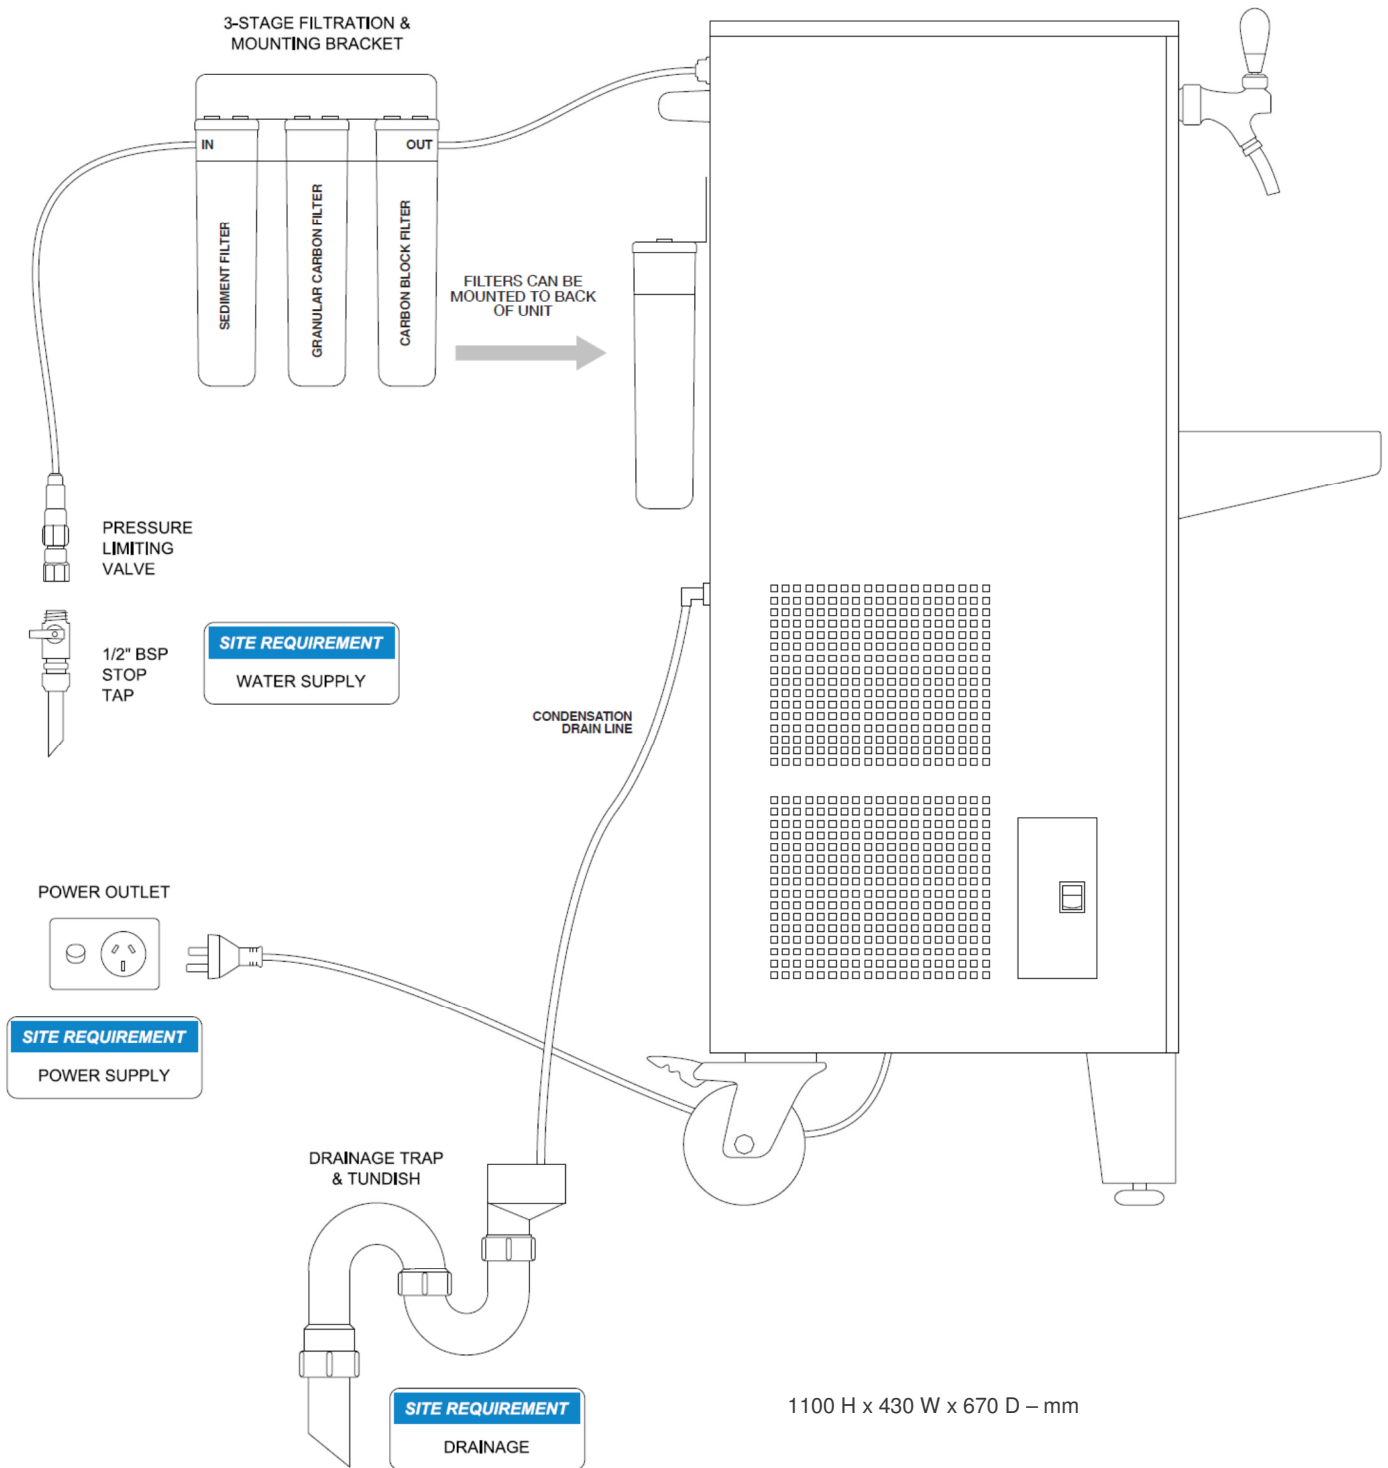 3-STAGE FILTRATION &
MOUNTING BRACKET
IN
OUT
SEDIMENT FILTER
GRANULAR CARBON FILTER
CARBON BLOCK FILTER
FILTERS CAN BE
MOUNTED TO BACK
OF UNIT
PRESSURE
LIMITING
VALVE
1/2" BSP
STOP
TAP
SITE REQUIREMENT
WATER SUPPLY
CONDENSATION
DRAIN LINE
POWER OUTLET
SITE REQUIREMENT
POWER SUPPLY
DRAINAGE TRAP
& TUNDISH
SITE REQUIREMENT
DRAINAGE
1100 H x 430 W x 670 D – mm